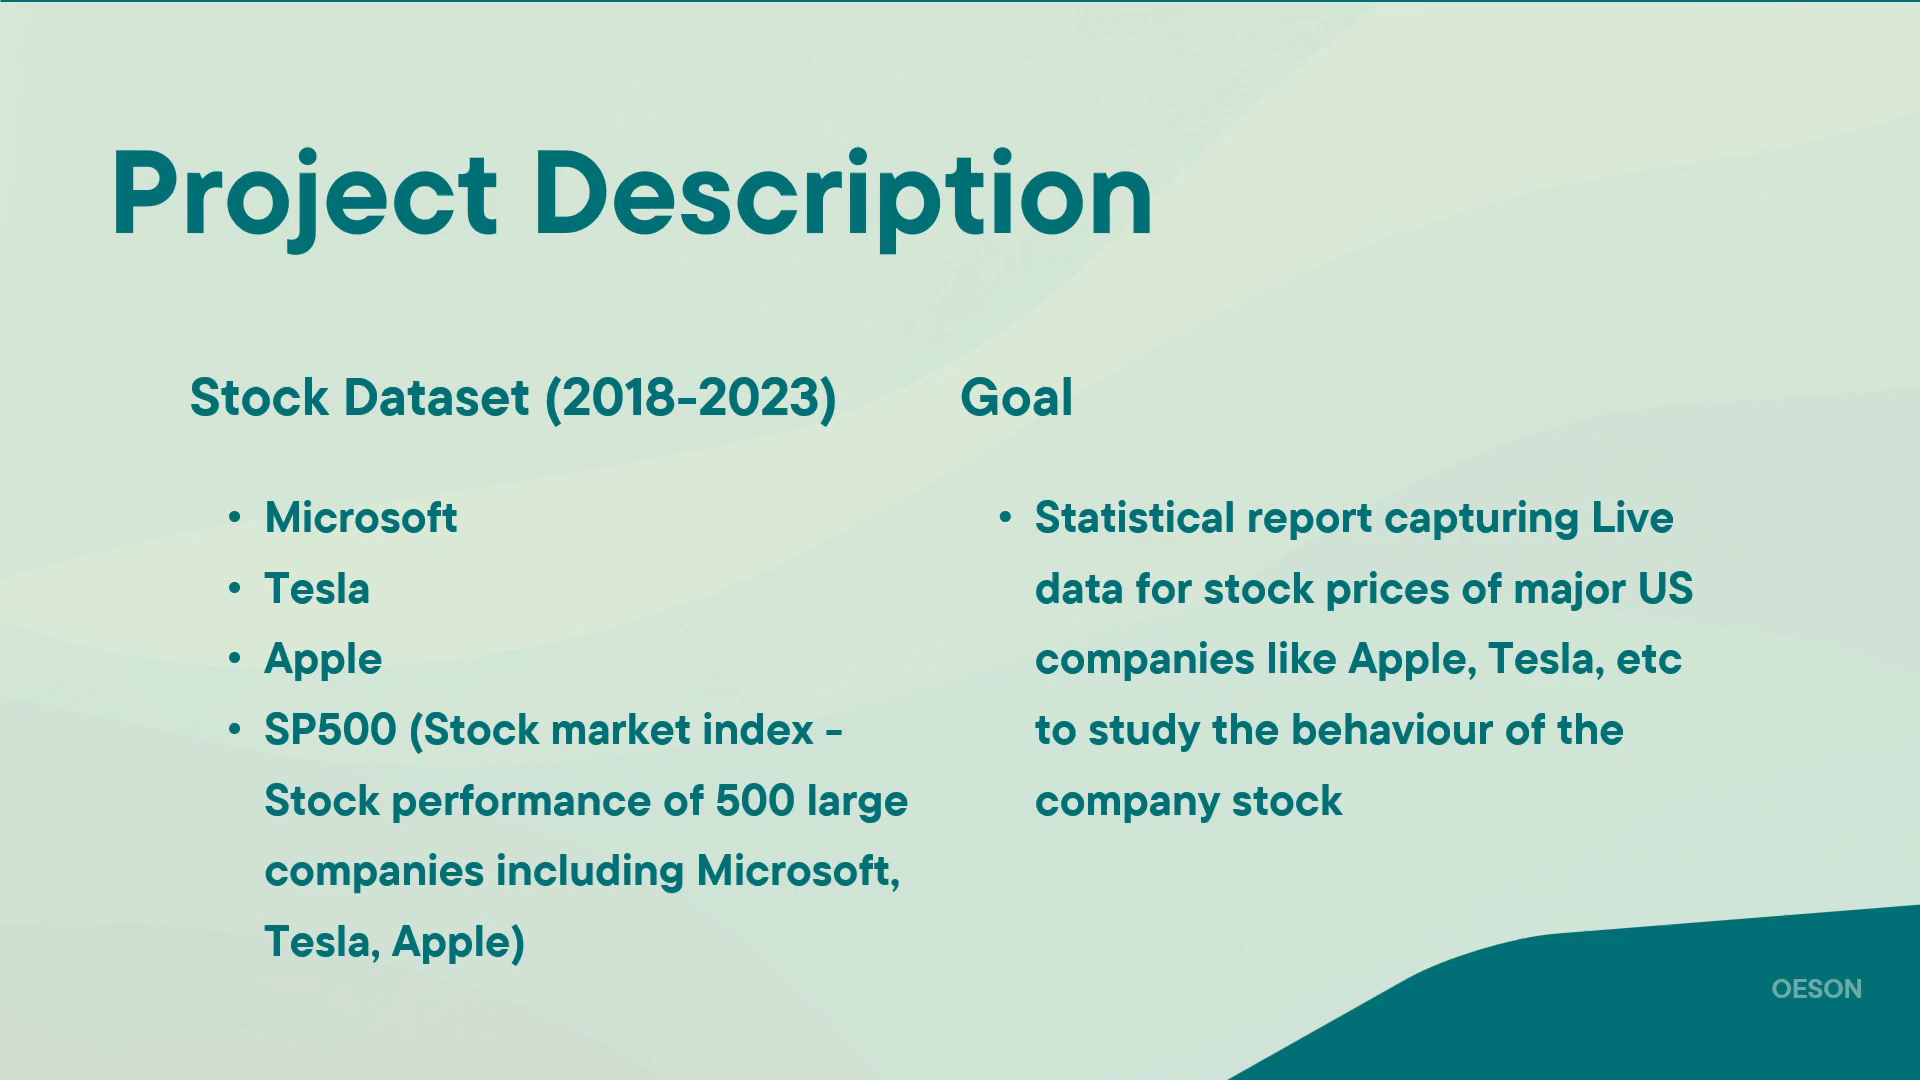 Project Description
Stock Dataset (2018-2023)
• Microsoft
• Tesla
• Apple
• SP500 (Stock market index -
Stock performance of 500 large
companies including Microsoft,
Tesla, Apple)
Goal
• Statistical report capturing Live
data for stock prices of major US
companies like Apple, Tesla, etc
to study the behaviour of the
company stock
OESON